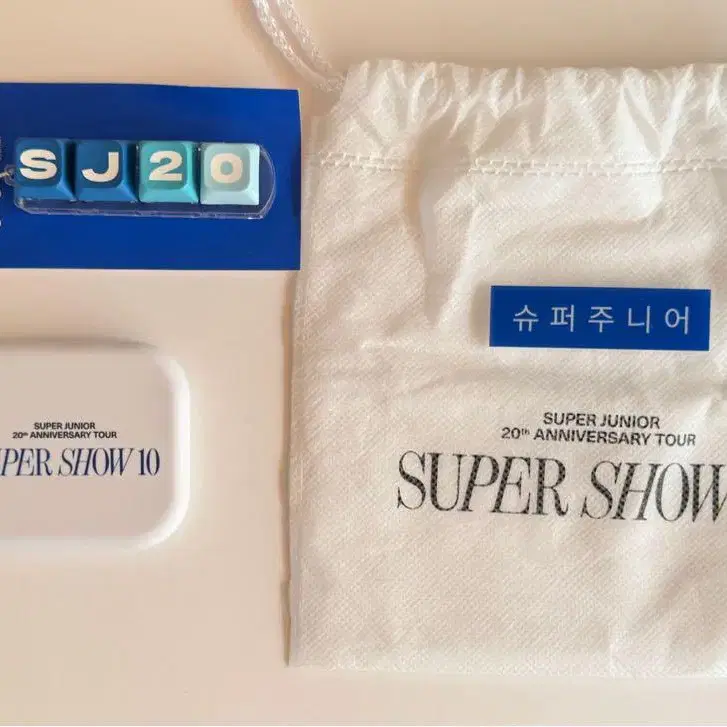 SJ20
슈퍼주니어
SUPER JUNIOR
20th ANNIVERSARY TOUR
SUPER SHOW
SUPER JUNIOR
20th ANNIVERSARY TOUR
PER SHOW 10